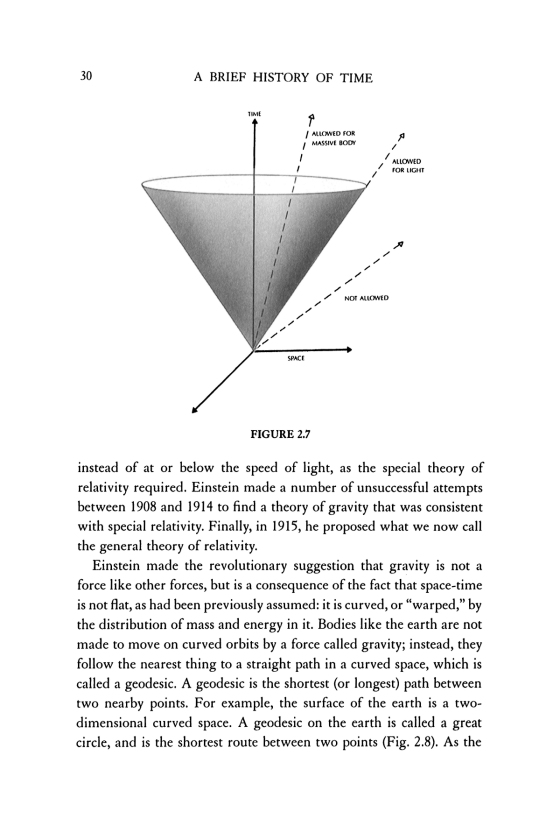 30
A BRIEF HISTORY OF TIME
TIME
ALLOWED FOR
MASSIVE BODY
ALLOWED
FOR LIGHT
NOT ALLOWED
SPACE
FIGURE 2.7
instead of at or below the speed of light, as the special theory of
relativity required. Einstein made a number of unsuccessful attempts
between 1908 and 1914 to find a theory of gravity that was consistent
with special relativity. Finally, in 1915, he proposed what we now call
the general theory of relativity.
Einstein made the revolutionary suggestion that gravity is not a
force like other forces, but is a consequence of the fact that space-time
is not flat, as had been previously assumed: it is curved, or “warped,” by
the distribution of mass and energy in it. Bodies like the earth are not
made to move on curved orbits by a force called gravity; instead, they
follow the nearest thing to a straight path in a curved space, which is
called a geodesic. A geodesic is the shortest (or longest) path between
two nearby points. For example, the surface of the earth is a two-
dimensional curved space. A geodesic on the earth is called a great
circle, and is the shortest route between two points (Fig. 2.8). As the